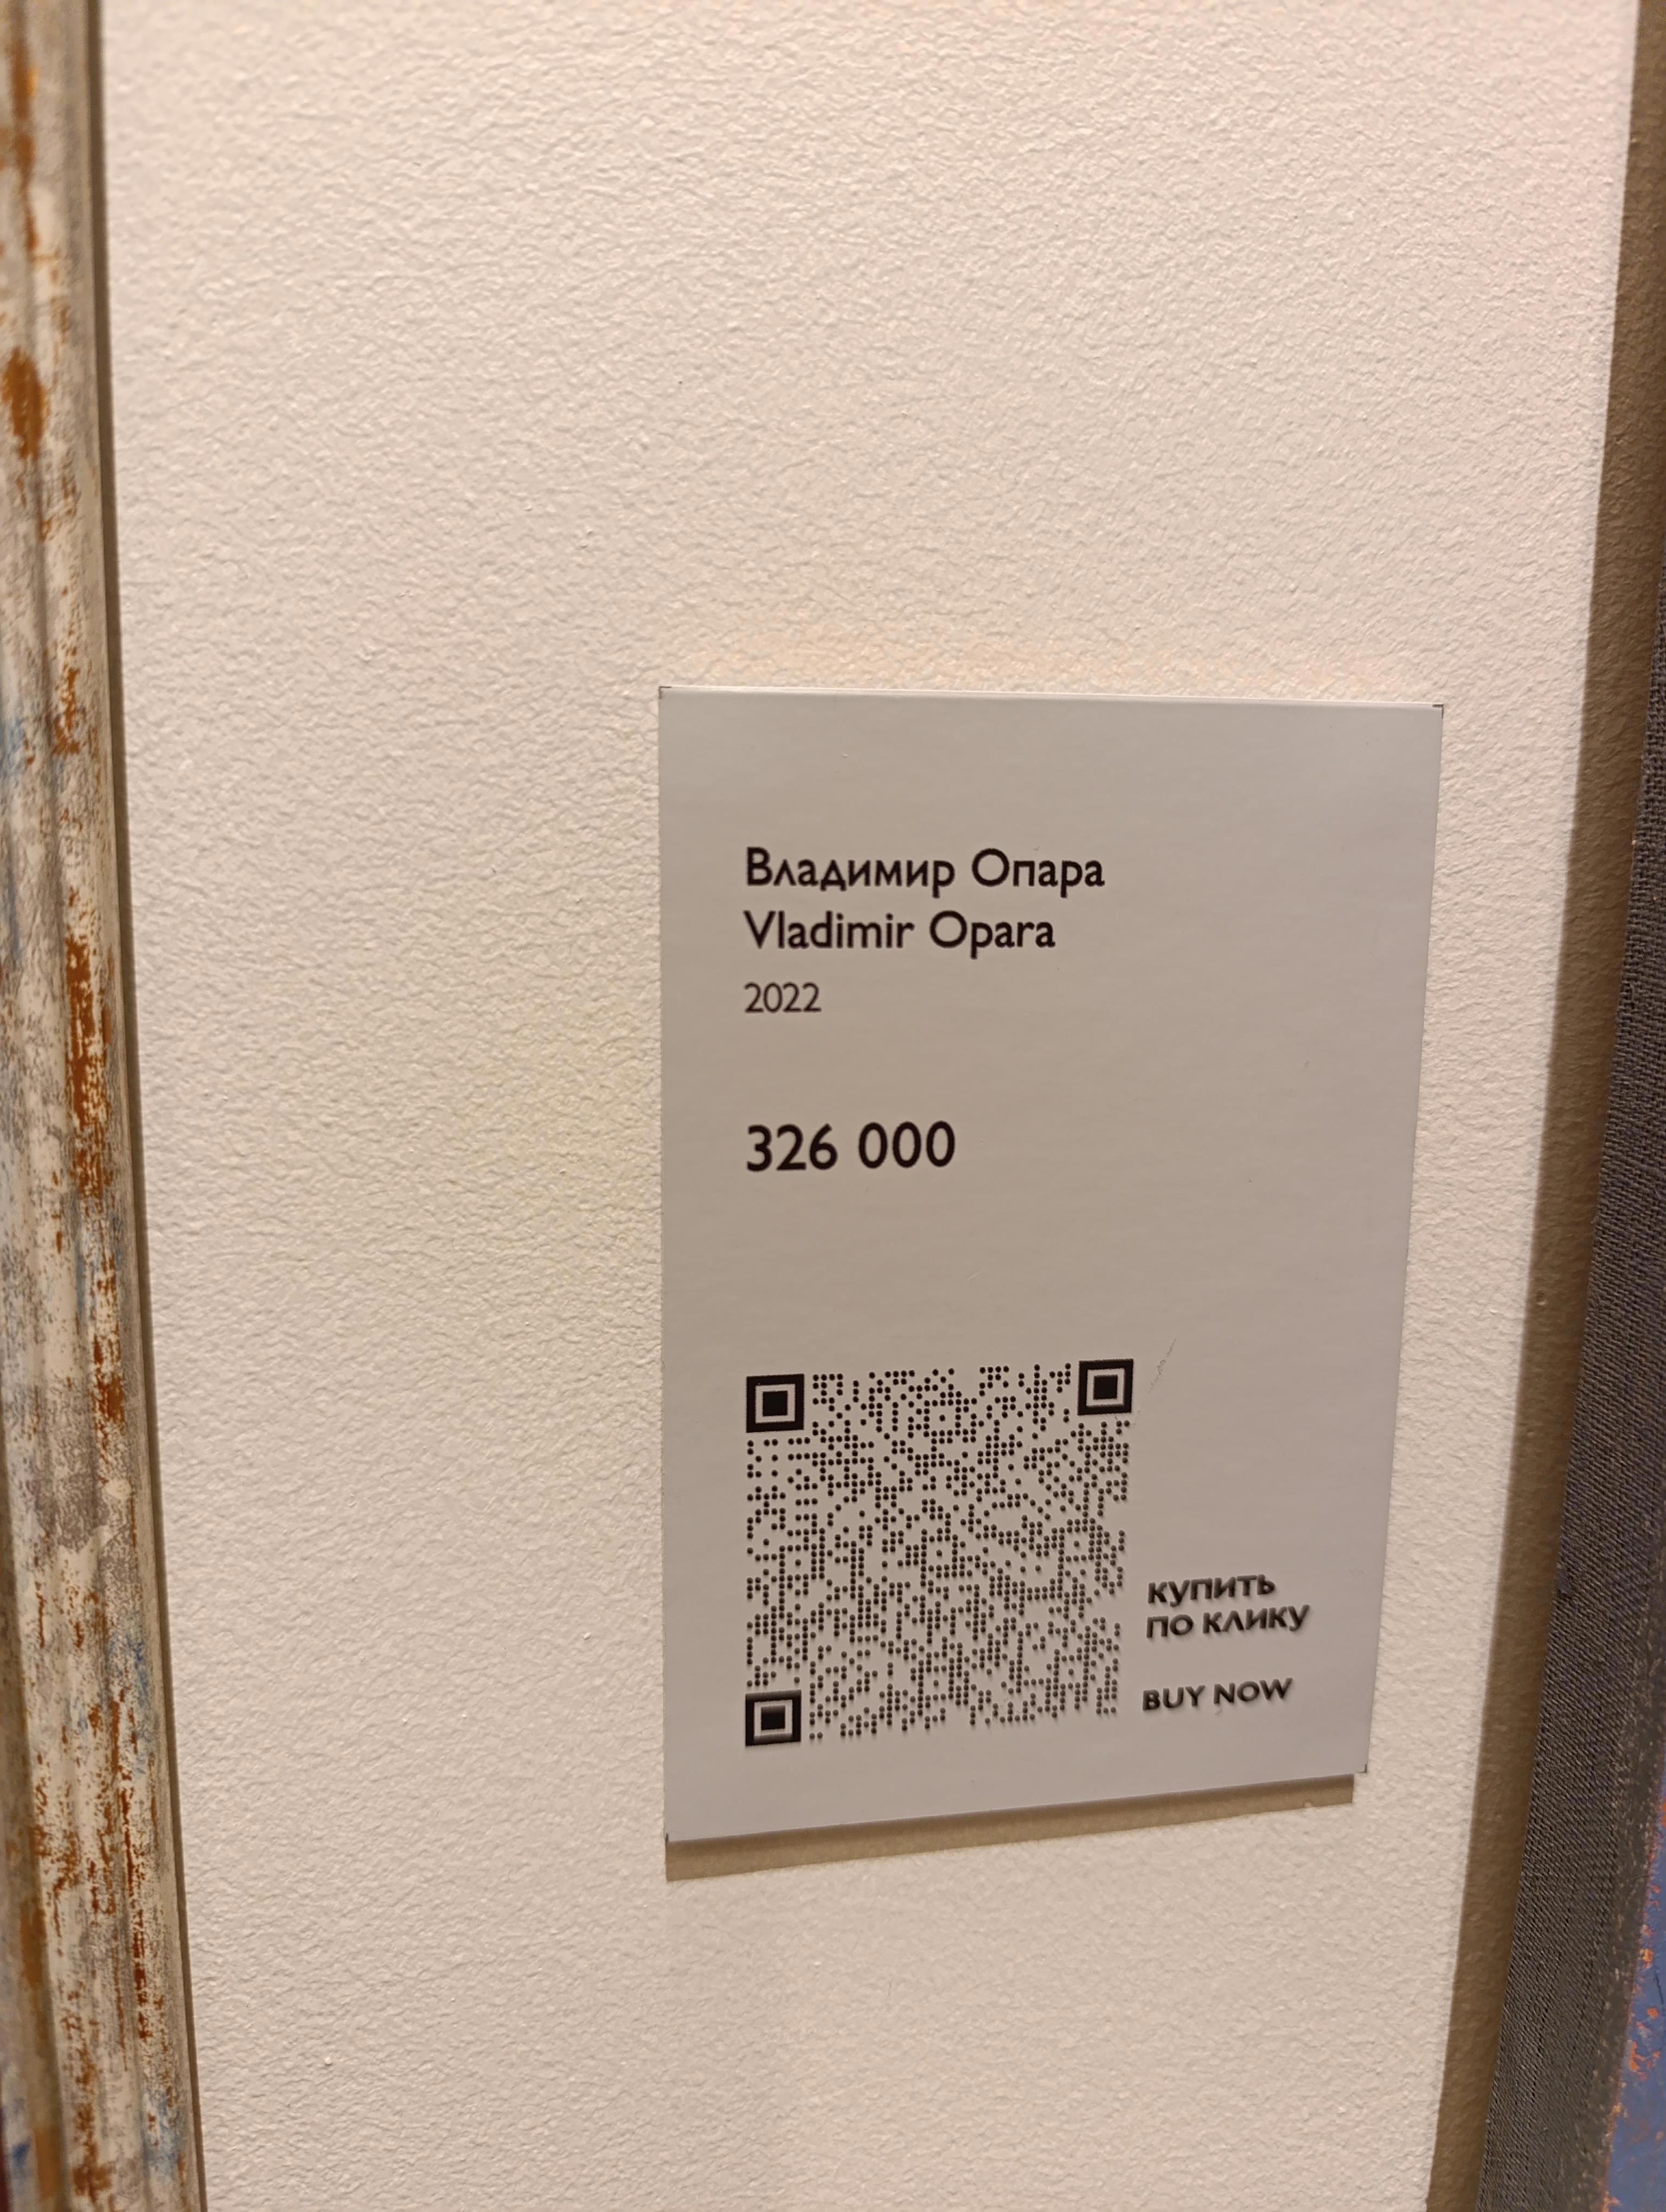 Владимир Опара
Vladimir Opara
2022
326 000
КУПИТЬ
ПО КЛИКУ
BUY NOW